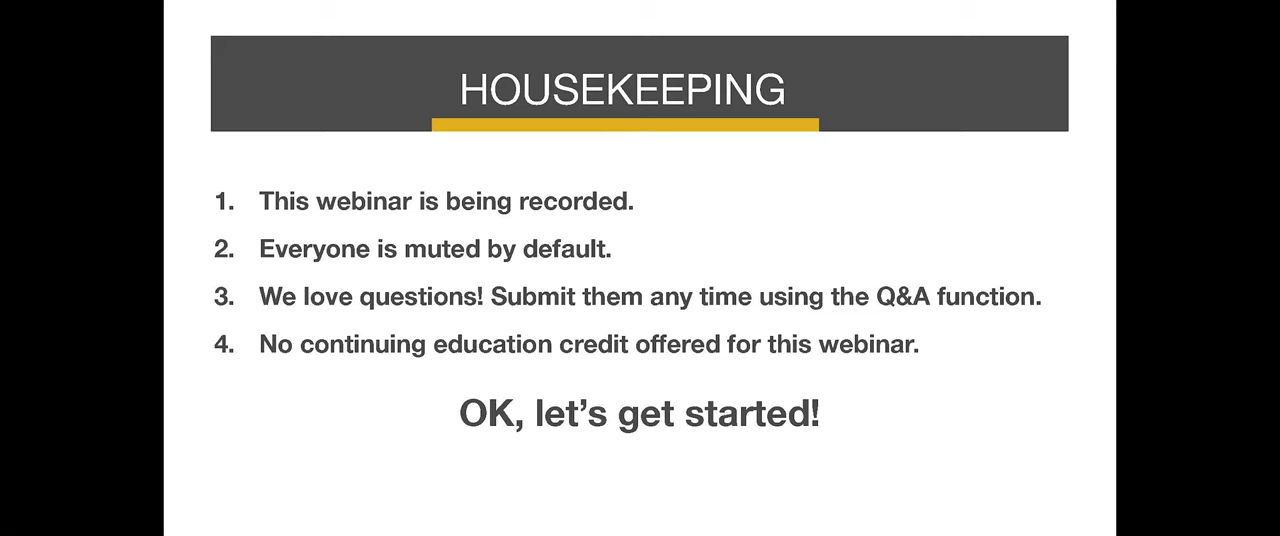 HOUSEKEEPING
1. This webinar is being recorded.
2. Everyone is muted by default.
3. We love questions! Submit them any time using the Q&A function.
4. No continuing education credit offered for this webinar.
OK, let’s get started!